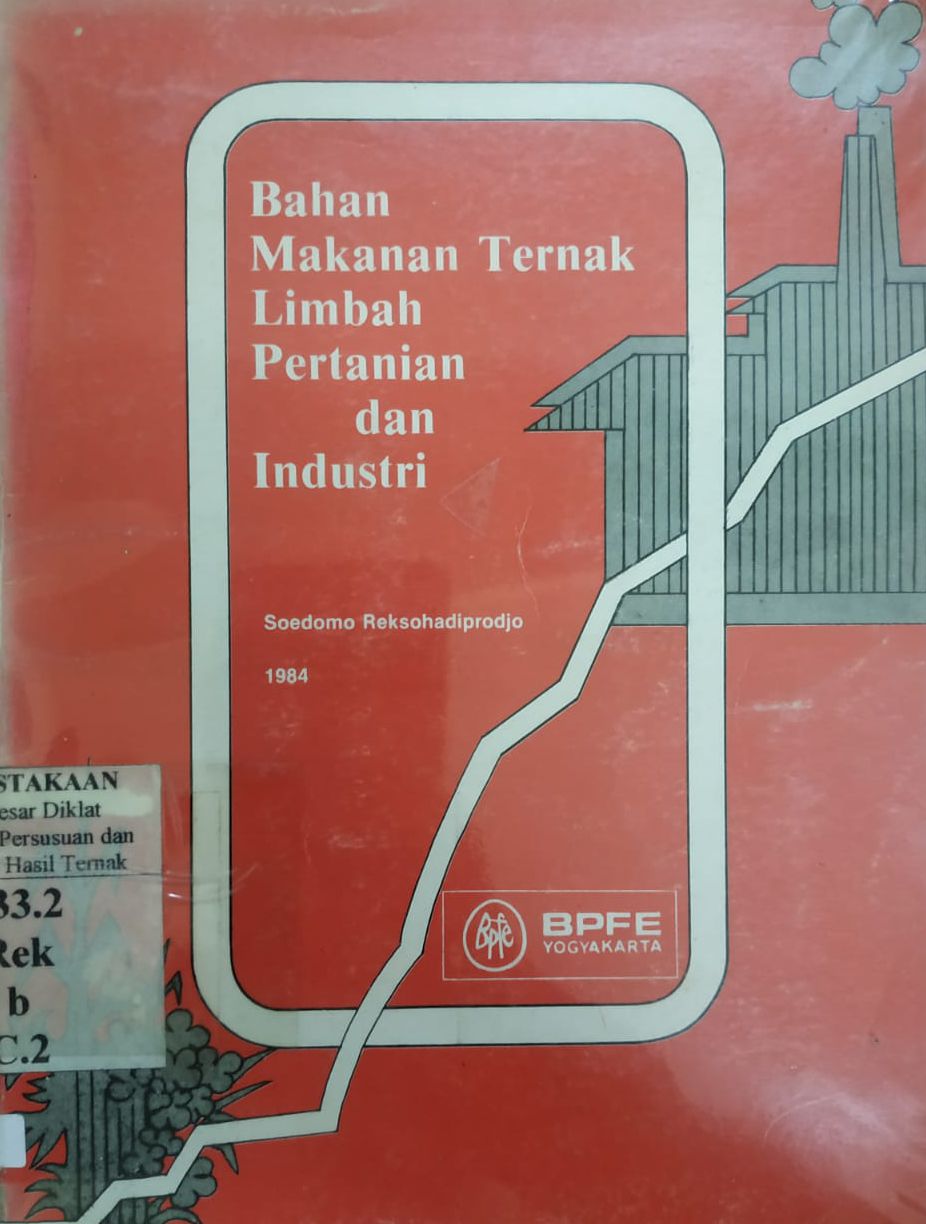 Bahan
Makanan Ternak
Limbah
Pertanian
dan
Industri
Soedomo Reksohadiprodjo
1984
STAKAAN
esar Diklat
Persusuan dan
Hasil Ternak
33.2
Rek
b
C.2
Bpfe
BPFE
YOGYAKARTA